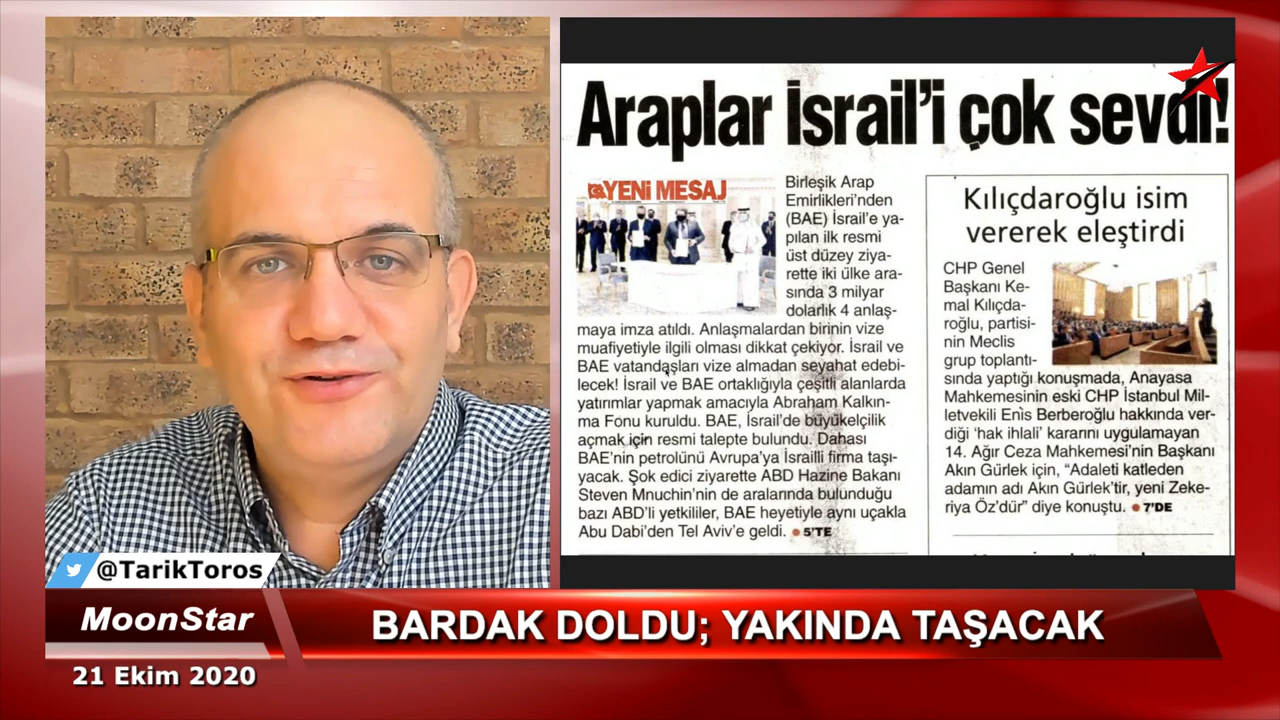 Araplar İsrail'i çok sevdi!
YENİ MESAJ
Birleşik Arap
Emirlikleri'nden
(BAE) İsrail'e ya-
pılan ilk resmi
üst düzey ziya-
rette iki ülke ara-
sında 3 milyar
dolarlık 4 anlaş-
maya imza atıldı. Anlaşmalardan birinin vize
muafiyetiyle ilgili olması dikkat çekiyor. İsrail ve
BAE vatandaşları vize almadan seyahat edebi-
lecek! İsrail ve BAE ortaklığıyla çeşitli alanlarda
yatırımlar yapmak amacıyla Abraham Kalkın-
ma Fonu kuruldu. BAE, İsrail'de büyükelçilik
açmak için resmi talepte bulundu. Dahası
BAE'nin petrolünü Avrupa'ya İsrailli firma taşı-
yacak. Şok edici ziyarette ABD Hazine Bakanı
Steven Mnuchin'nin de aralarında bulunduğu
bazı ABD'li yetkililer, BAE heyetiyle aynı uçakla
Abu Dabi'den Tel Aviv'e geldi. ● 5'TE
Kılıçdaroğlu isim
vererek eleştirdi
CHP Genel
Başkanı Ke-
mal Kılıçda-
roğlu, partisi-
nin Meclis
grup toplantı-
sında yaptığı konuşmada, Anayasa
Mahkemesinin eski CHP İstanbul Mil-
letvekili Enis Berberoğlu hakkında ver-
diği 'hak ihlali' kararını uygulamayan
14. Ağır Ceza Mahkemesi'nin Başkanı
Akın Gürlek için, “Adaleti katleden
adamın adı Akın Gürlek'tir, yeni Zeke-
riya Öz'dür” diye konuştu. ● 7'DE
@TarikToros
MoonStar
BARDAK DOLDU; YAKINDA TAŞACAK
21 Ekim 2020